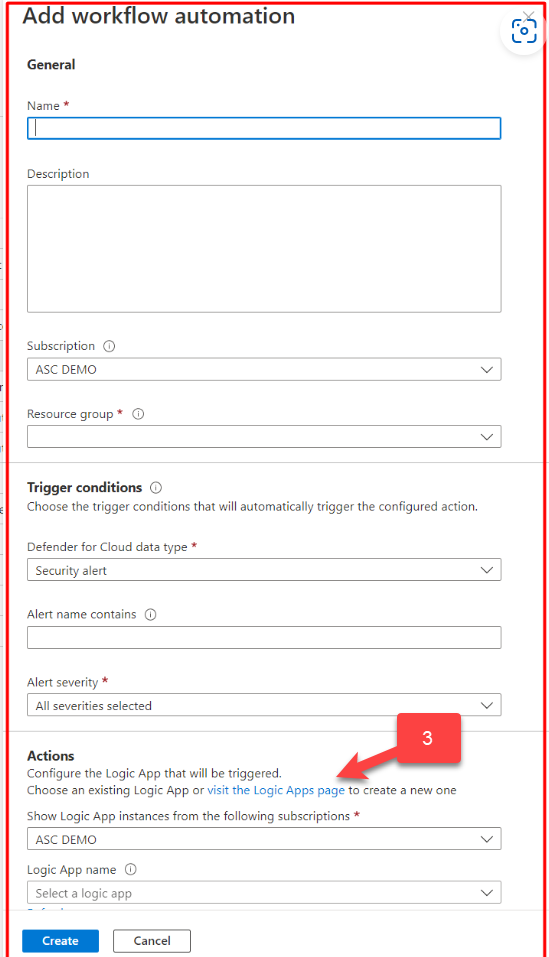 Add workflow automation
General
Name *
Description
Subscription
ASC DEMO
Resource group *
Trigger conditions
Choose the trigger conditions that will automatically trigger the configured action.
Defender for Cloud data type *
Security alert
Alert name contains
Alert severity *
All severities selected
3
Actions
Configure the Logic App that will be triggered.
Choose an existing Logic App or visit the Logic Apps page to create a new one
Show Logic App instances from the following subscriptions *
ASC DEMO
Logic App name
Select a logic app
Create
Cancel